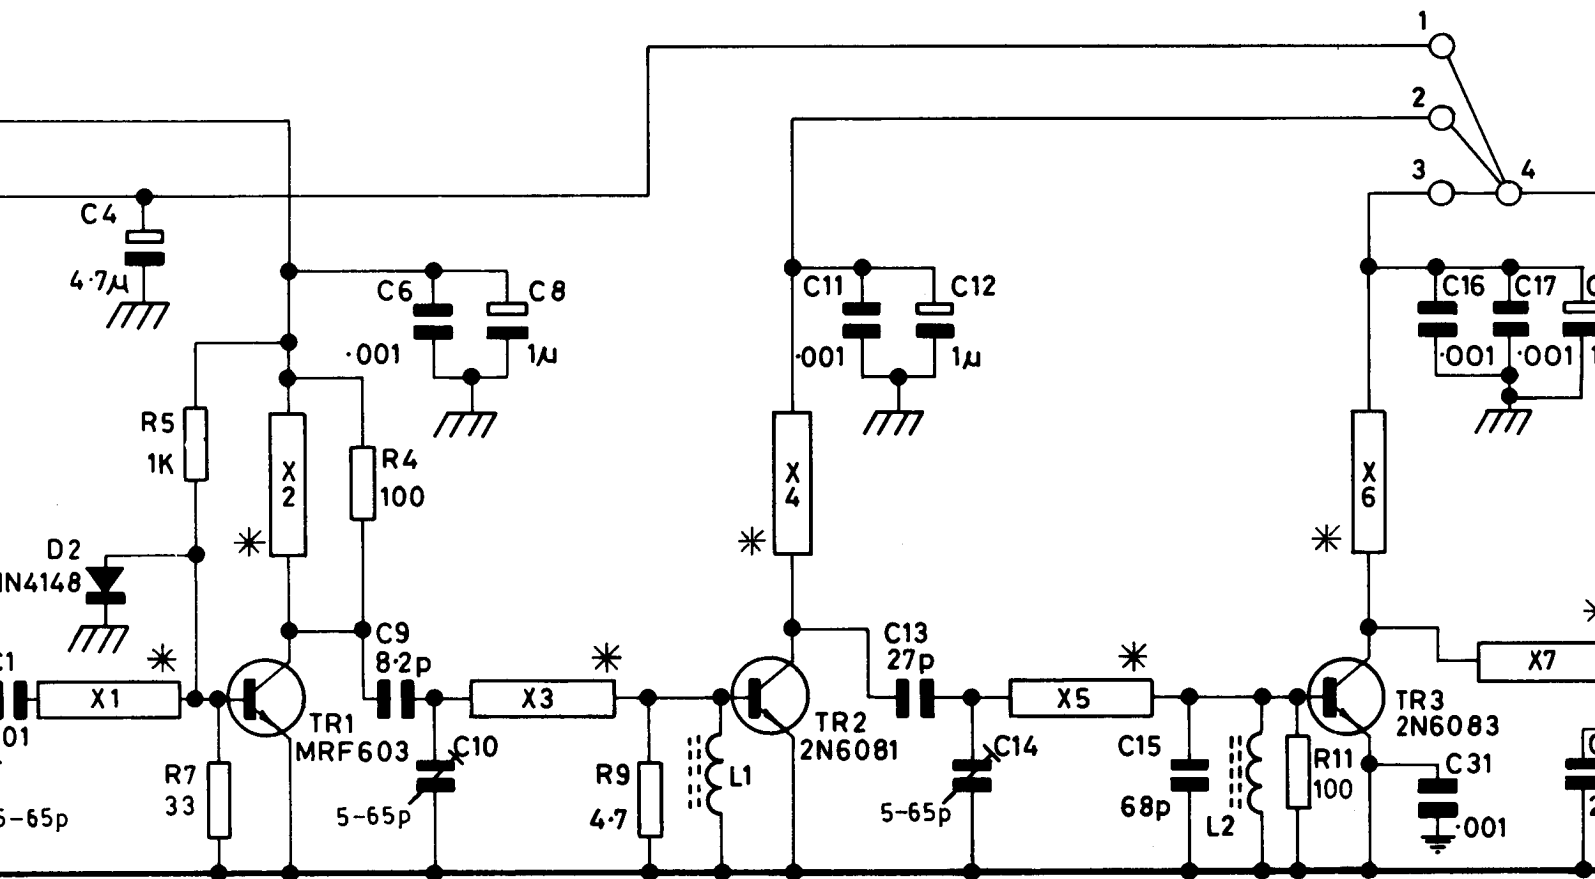 1
2
3
4
C4
4·7µ
C6
·001
C8
1µ
C11
·001
C12
1µ
C16
·001
C17
·001
R5
1K
X
2
R4
100
X
4
X
6
D2
IN4148
C9
8·2p
C13
27p
X1
X3
X5
X7
TR1
MRF603
TR2
2N6081
TR3
2N6083
C10
5-65p
C14
5-65p
C15
68p
R7
33
R9
4·7
L1
L2
R11
100
C31
·001
5-65p